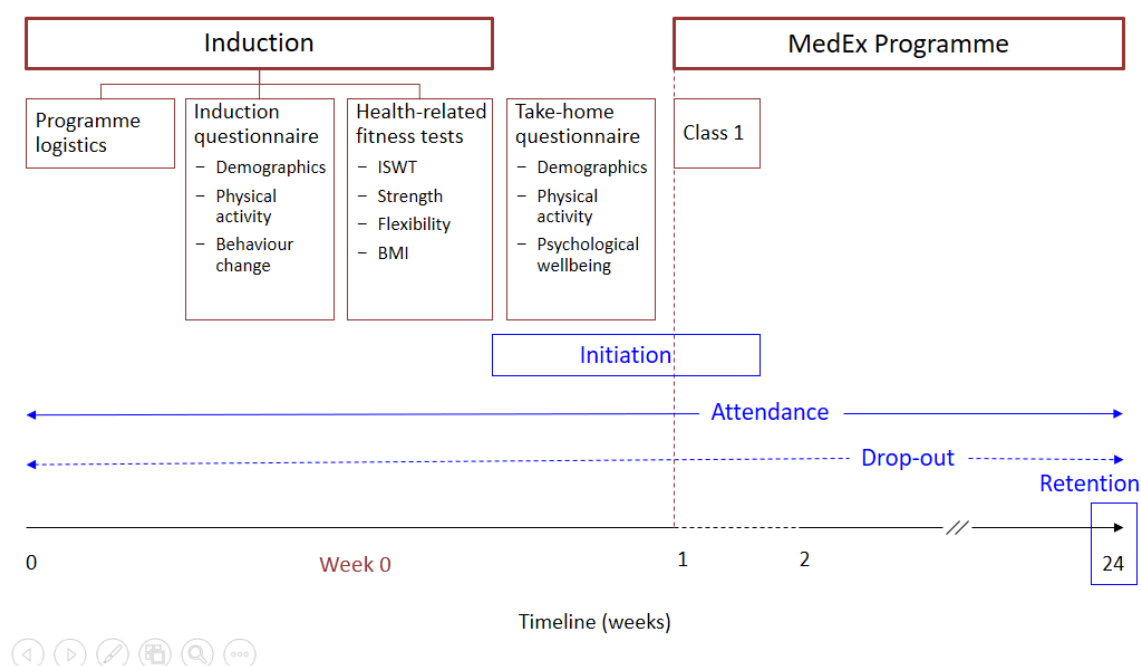 Induction
MedEx Programme
Programme
logistics
Induction
questionnaire
– Demographics
– Physical
activity
– Behaviour
change
Health-related
fitness tests
– ISWT
– Strength
– Flexibility
– BMI
Take-home
questionnaire
– Demographics
– Physical
activity
– Psychological
wellbeing
Class 1
Initiation
Attendance
Drop-out
Retention
0
Week 0
1
2
24
Timeline (weeks)